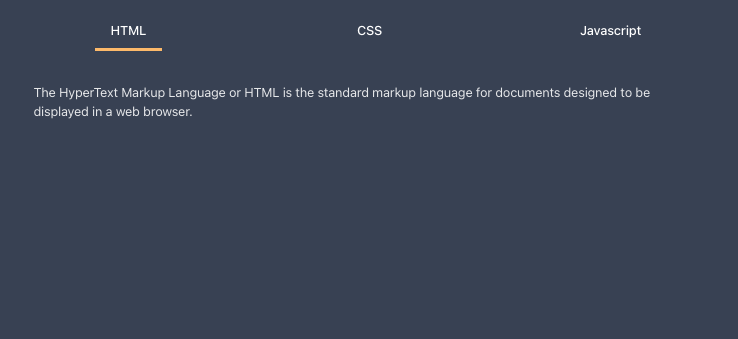 HTML CSS Javascript
The HyperText Markup Language or HTML is the standard markup language for documents designed to be
displayed in a web browser.